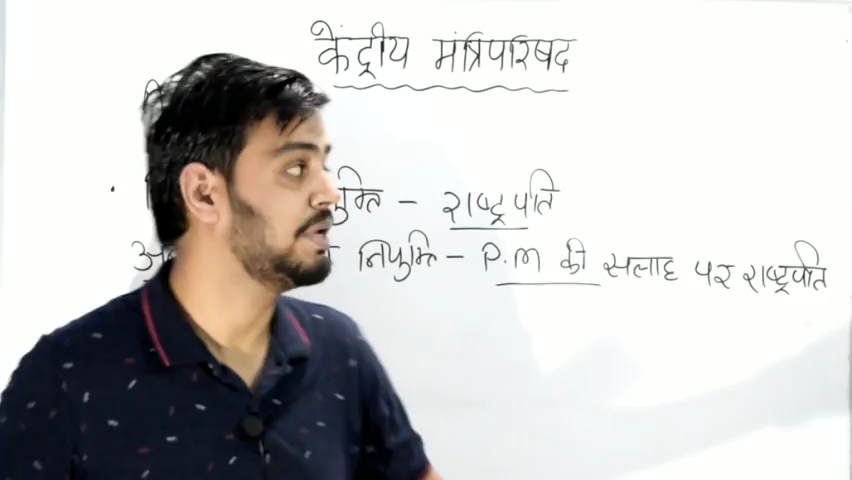 केंद्रीय मंत्रिपरिषद
- राष्ट्रपति
नियुक्ति - P.M की सलाह पर राष्ट्रपति